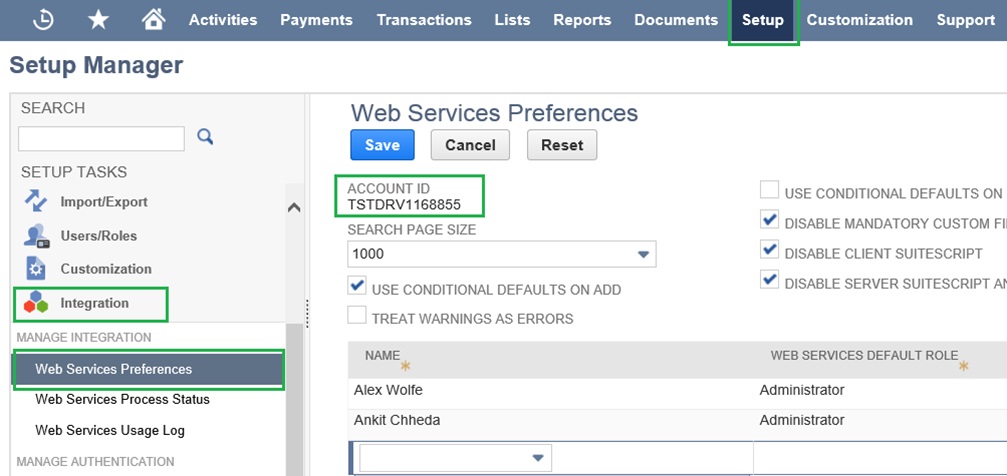 Activities Payments Transactions Lists Reports Documents Setup Customization Support
Setup Manager
SEARCH
SETUP TASKS
Import/Export
Users/Roles
Customization
Integration
MANAGE INTEGRATION
Web Services Preferences
Web Services Process Status
Web Services Usage Log
MANAGE AUTHENTICATION
Web Services Preferences
Save Cancel Reset
ACCOUNT ID
TSTDRV1168855
SEARCH PAGE SIZE
1000
USE CONDITIONAL DEFAULTS ON ADD
TREAT WARNINGS AS ERRORS
USE CONDITIONAL DEFAULTS ON
DISABLE MANDATORY CUSTOM FI
DISABLE CLIENT SUITESCRIPT
DISABLE SERVER SUITESCRIPT AN
NAME WEB SERVICES DEFAULT ROLE
Alex Wolfe Administrator
Ankit Chheda Administrator